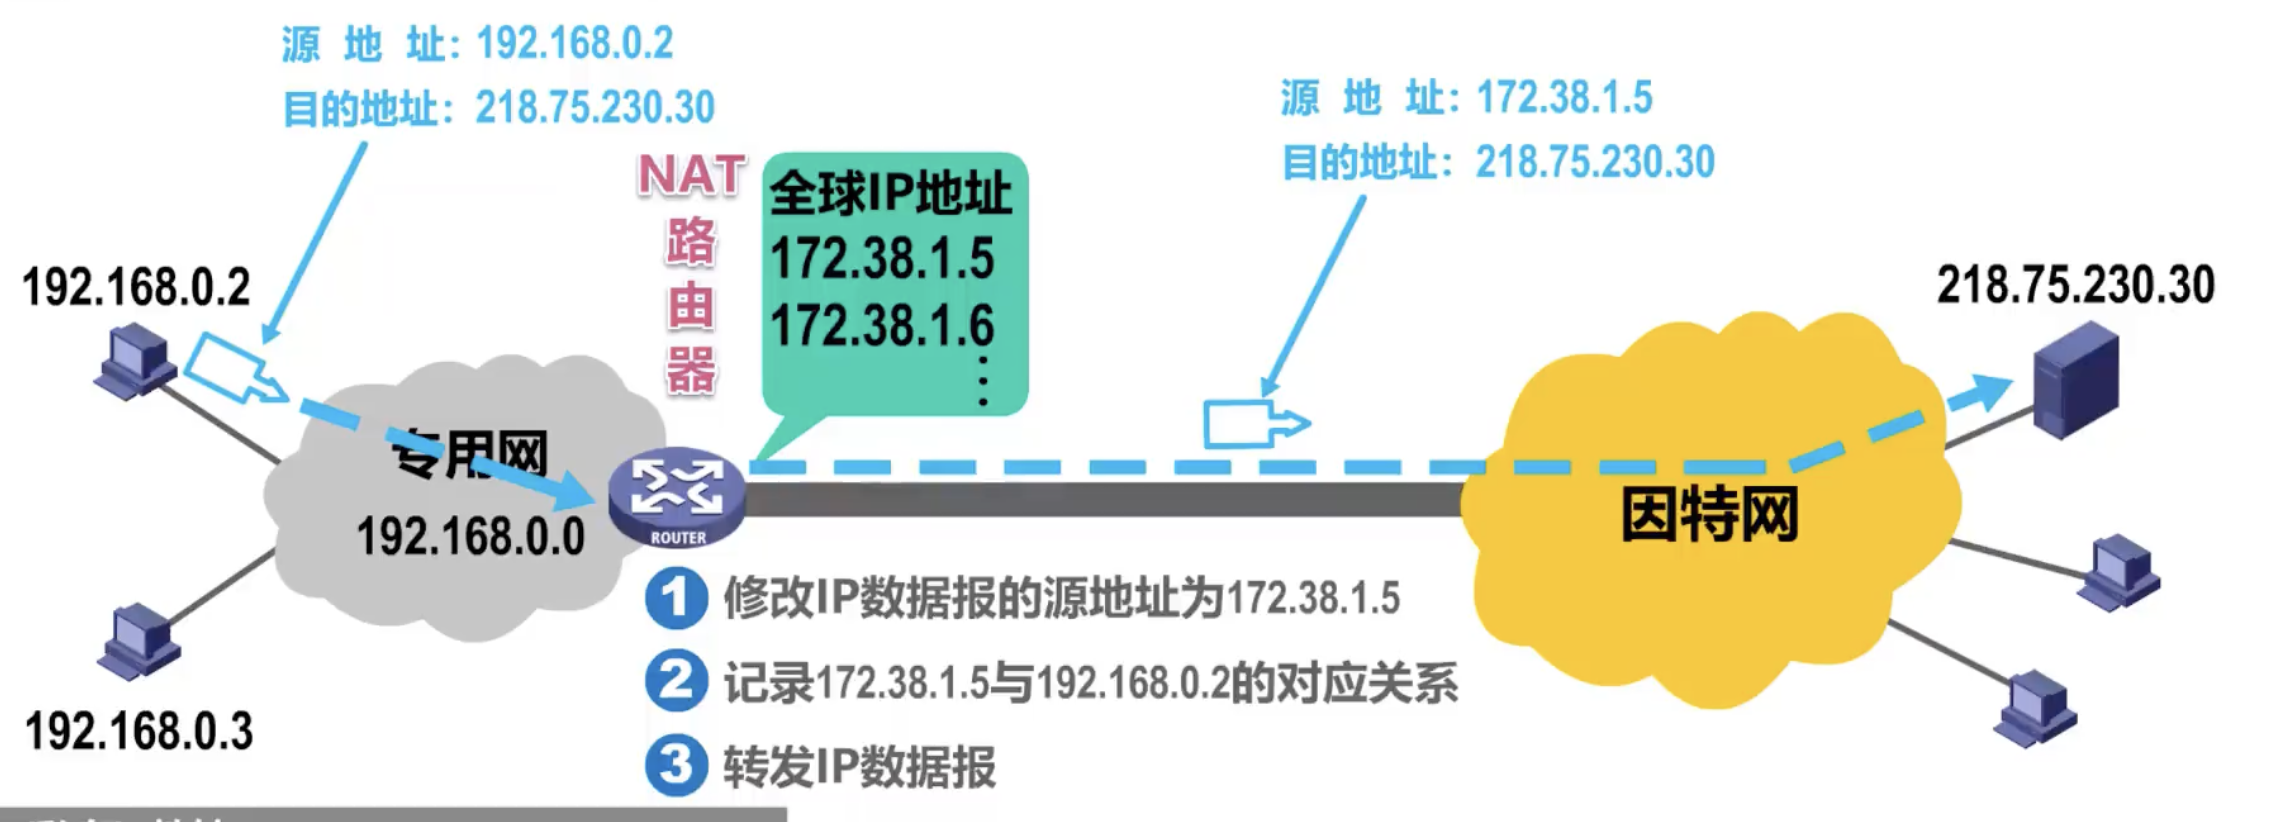 源 地 址：192.168.0.2
目的地址：218.75.230.30
源 地 址：172.38.1.5
目的地址：218.75.230.30
NAT
路
由
器
全球IP地址
172.38.1.5
172.38.1.6
⋮
192.168.0.2
218.75.230.30
专用网
192.168.0.0
ROUTER
因特网
1 修改IP数据报的源地址为172.38.1.5
2 记录172.38.1.5与192.168.0.2的对应关系
3 转发IP数据报
192.168.0.3